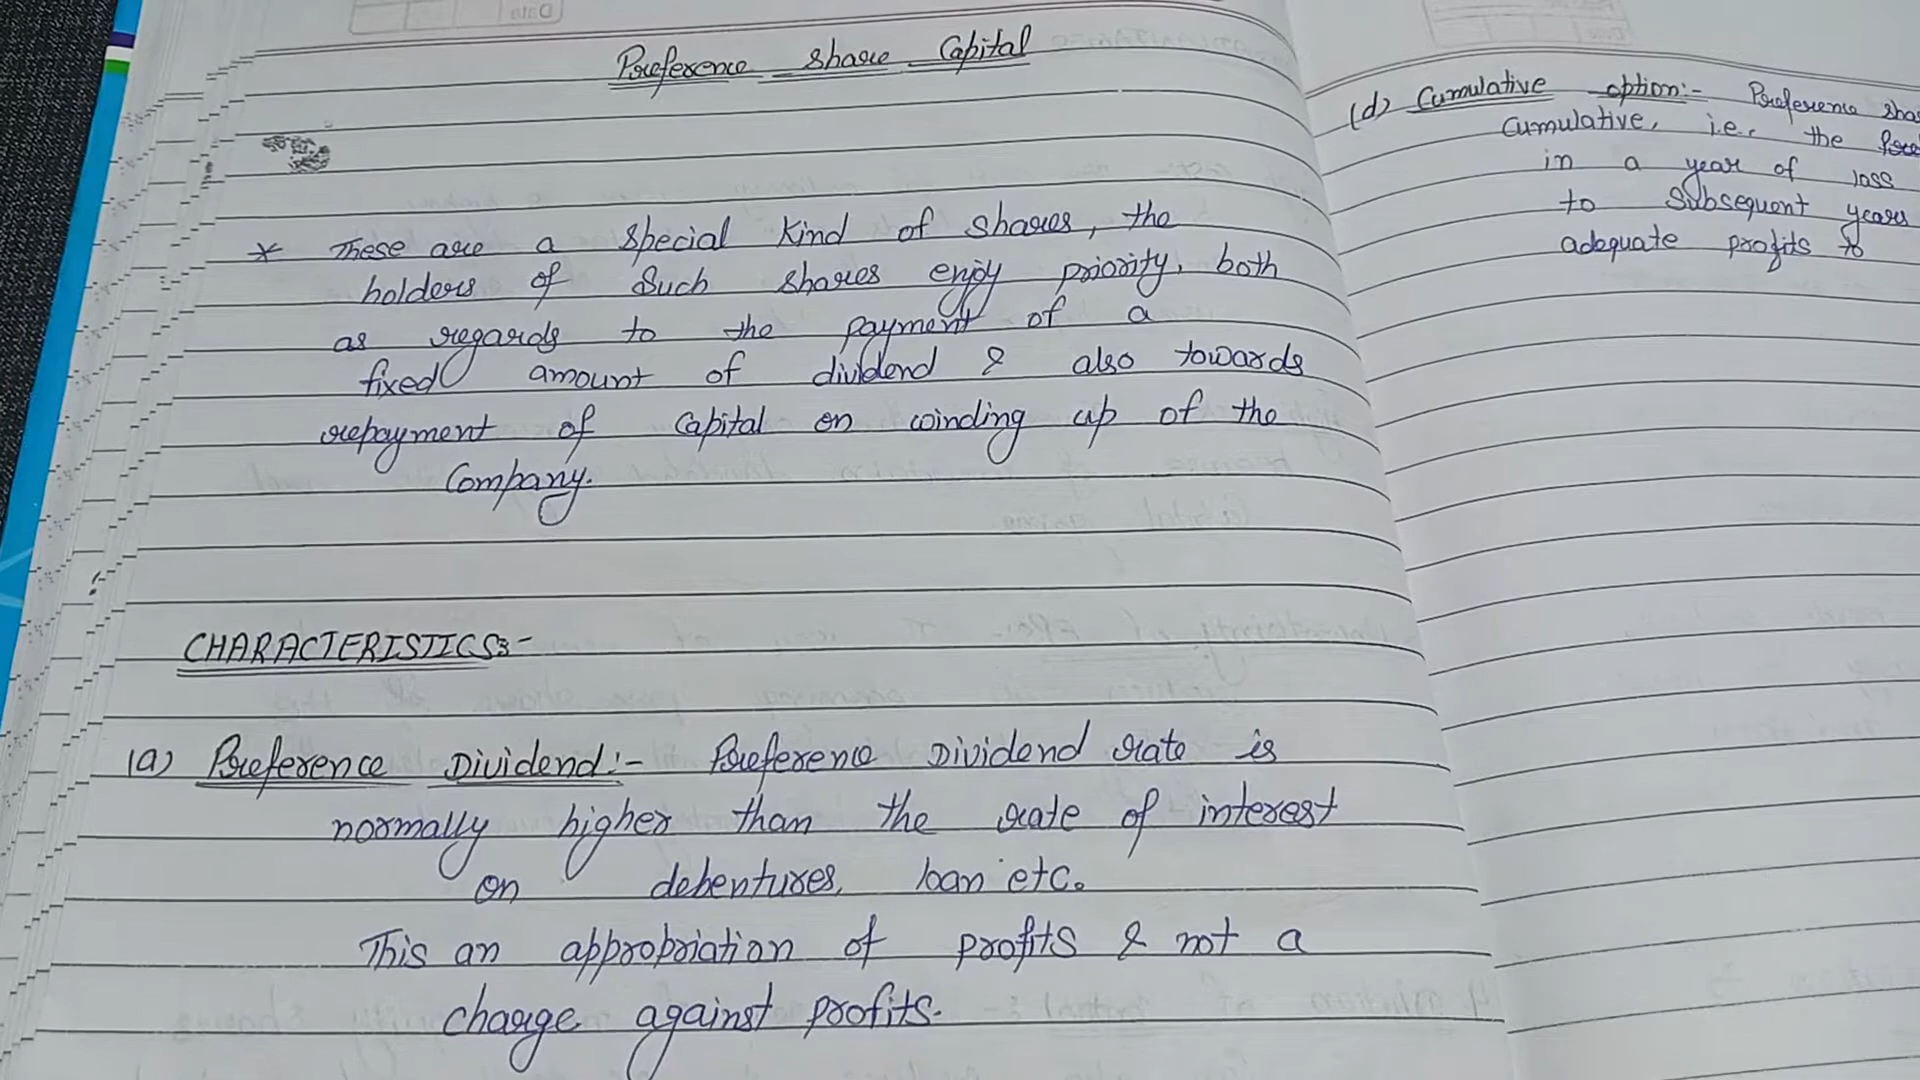 Preference Share Capital
* These are a special kind of shares, the
holders of such shares enjoy priority, both
as regards to the payment of a
fixed amount of dividend & also towards
repayment of capital on winding up of the
Company.
CHARACTERISTICS:-
(a) Preference Dividend:- Preference Dividend rate is
normally higher than the rate of interest
on debentures, loan etc.
This an appropriation of profits & not a
charge against profits.
(d) Cumulative option:- Preference
Cumulative, i.e. the
in a year of loss
to subsequent years
adequate profits to